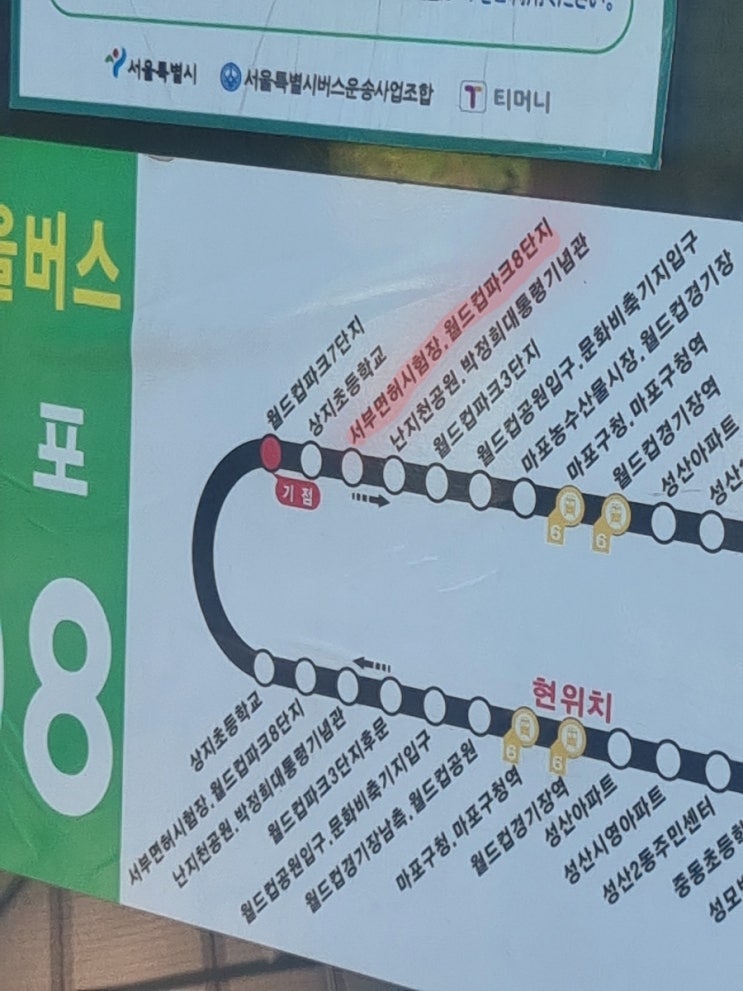 서울특별시
서울특별시버스운송사업조합
티머니
을버스
포
8
월드컵파크7단지
상지초등학교
서부면허시험장.월드컵파크8단지
난지천공원.박정희대통령기념관
월드컵파크3단지
월드컵공원입구.문화비축기지입구
마포농수산물시장.월드컵경기장
마포구청.마포구청역
월드컵경기장역
성산아파트
기점
6
6
현위치
6
6
상지초등학교
서부면허시험장.월드컵파크8단지
난지천공원.박정희대통령기념관
월드컵파크3단지후문
월드컵공원입구.문화비축기지입구
월드컵경기장남측.월드컵공원
마포구청.마포구청역
월드컵경기장역
성산아파트
성산시영아파트
성산2동주민센터
중동초등학